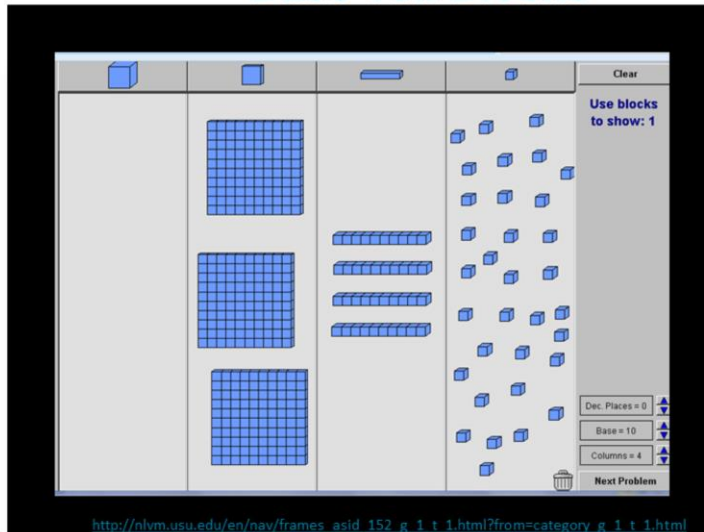 Clear
Use blocks
to show: 1
Dec. Places = 0
Base = 10
Columns = 4
Next Problem
http://nlvm.usu.edu/en/nav/frames_asid_152_g_1_t_1.html?from=category_g_1_t_1.html